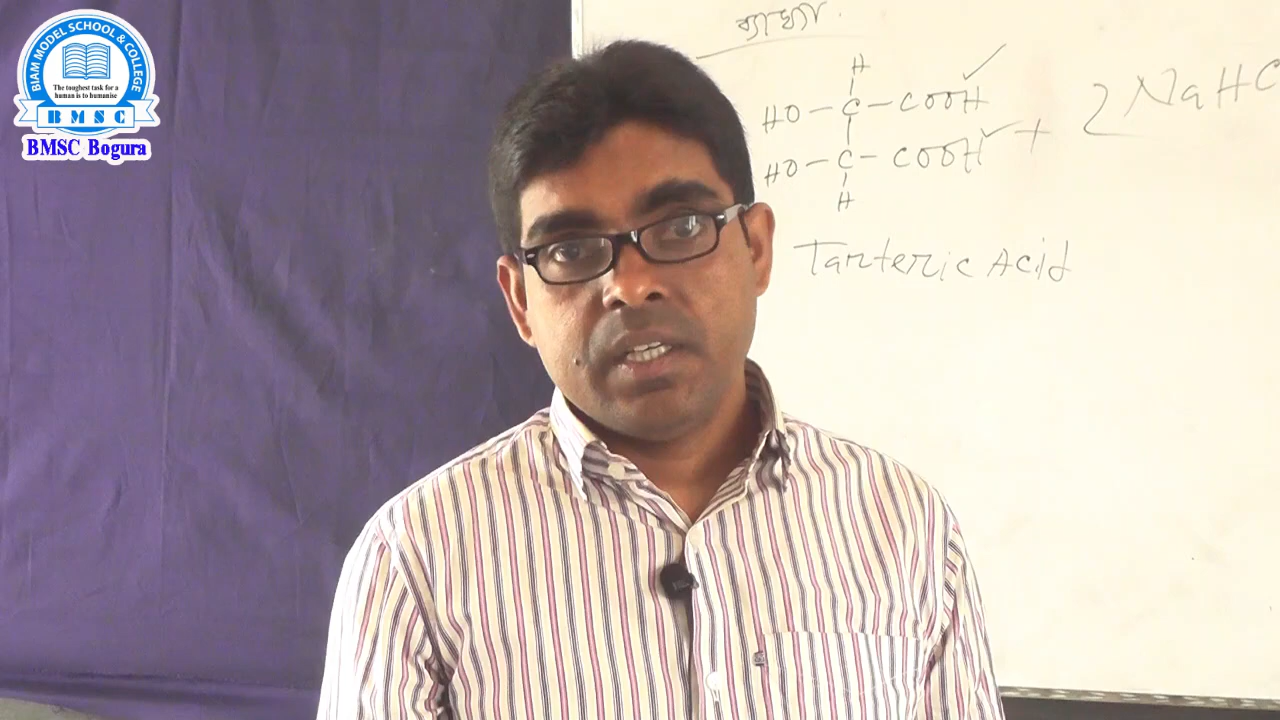 BIAM MODEL SCHOOL & COLLEGE
The toughest task for a
human is to humanise
BMSC
BMSC Bogura
ব্যাখ্যা.
H
HO-C-COOH
HO-C-COOH + 2NaHC
H
Tarteric Acid